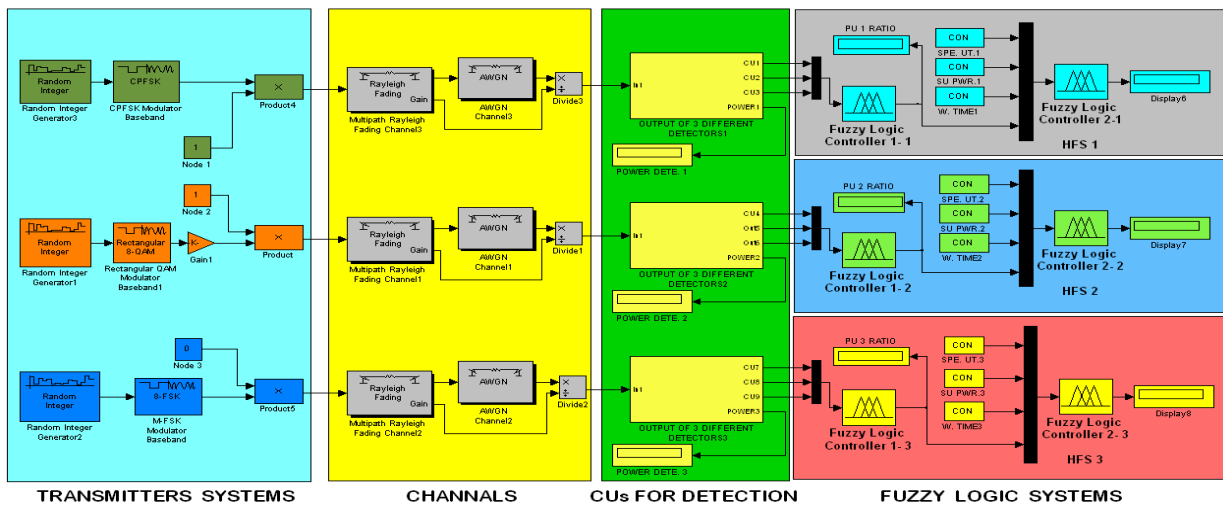 Random
Integer
Random Integer
Generator3
CPFSK
CPFSK Modulator
Baseband
×
Product4
1
Node 1
1
Node 2
Random
Integer
Random Integer
Generator1
Rectangular
8-QAM
Rectangular QAM
Modulator
Baseband1
K-
Gain1
×
Product
0
Node 3
Random
Integer
Random Integer
Generator2
8-FSK
M-FSK
Modulator
Baseband
×
Product5
TRANSMITTERS SYSTEMS
Rayleigh
Fading
Gain
Multipath Rayleigh
Fading Channel3
AWGN
AWGN
Channel3
×
÷
Divide3
Rayleigh
Fading
Gain
Multipath Rayleigh
Fading Channel1
AWGN
AWGN
Channel1
×
÷
Divide1
Rayleigh
Fading
Gain
Multipath Rayleigh
Fading Channel2
AWGN
AWGN
Channel2
×
÷
Divide2
CHANNALS
In1
CU1
CU2
CU3
POWER1
OUTPUT OF 3 DIFFERENT
DETECTORS1
POWER DETE. 1
In1
CU4
Out5
Out6
POWER2
OUTPUT OF 3 DIFFERENT
DETECTORS2
POWER DETE. 2
In1
CU7
CU8
CU9
POWER3
OUTPUT OF 3 DIFFERENT
DETECTORS3
POWER DETE. 3
CUs FOR DETECTION
PU 1 RATIO
Fuzzy Logic
Controller 1- 1
CON
SPE. UT.1
CON
SU PWR.1
CON
W. TIME1
Fuzzy Logic
Controller 2-1
Display6
HFS 1
PU 2 RATIO
Fuzzy Logic
Controller 1- 2
CON
SPE. UT.2
CON
SU PWR.2
CON
W. TIME2
Fuzzy Logic
Controller 2- 2
Display7
HFS 2
PU 3 RATIO
Fuzzy Logic
Controller 1- 3
CON
SPE. UT.3
CON
SU PWR.3
CON
W. TIME3
Fuzzy Logic
Controller 2- 3
Display8
HFS 3
FUZZY LOGIC SYSTEMS